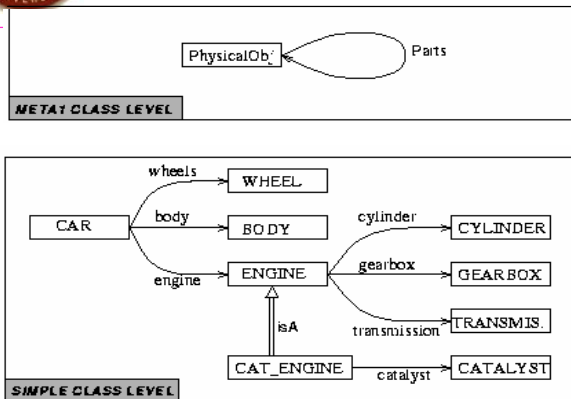 PhysicalObj
Parts
META1 CLASS LEVEL
wheels
WHEEL
CAR
body
BODY
cylinder
CYLINDER
engine
ENGINE
gearbox
GEARBOX
isA
transmission
TRANSMIS.
CAT_ENGINE
catalyst
CATALYST
SIMPLE CLASS LEVEL